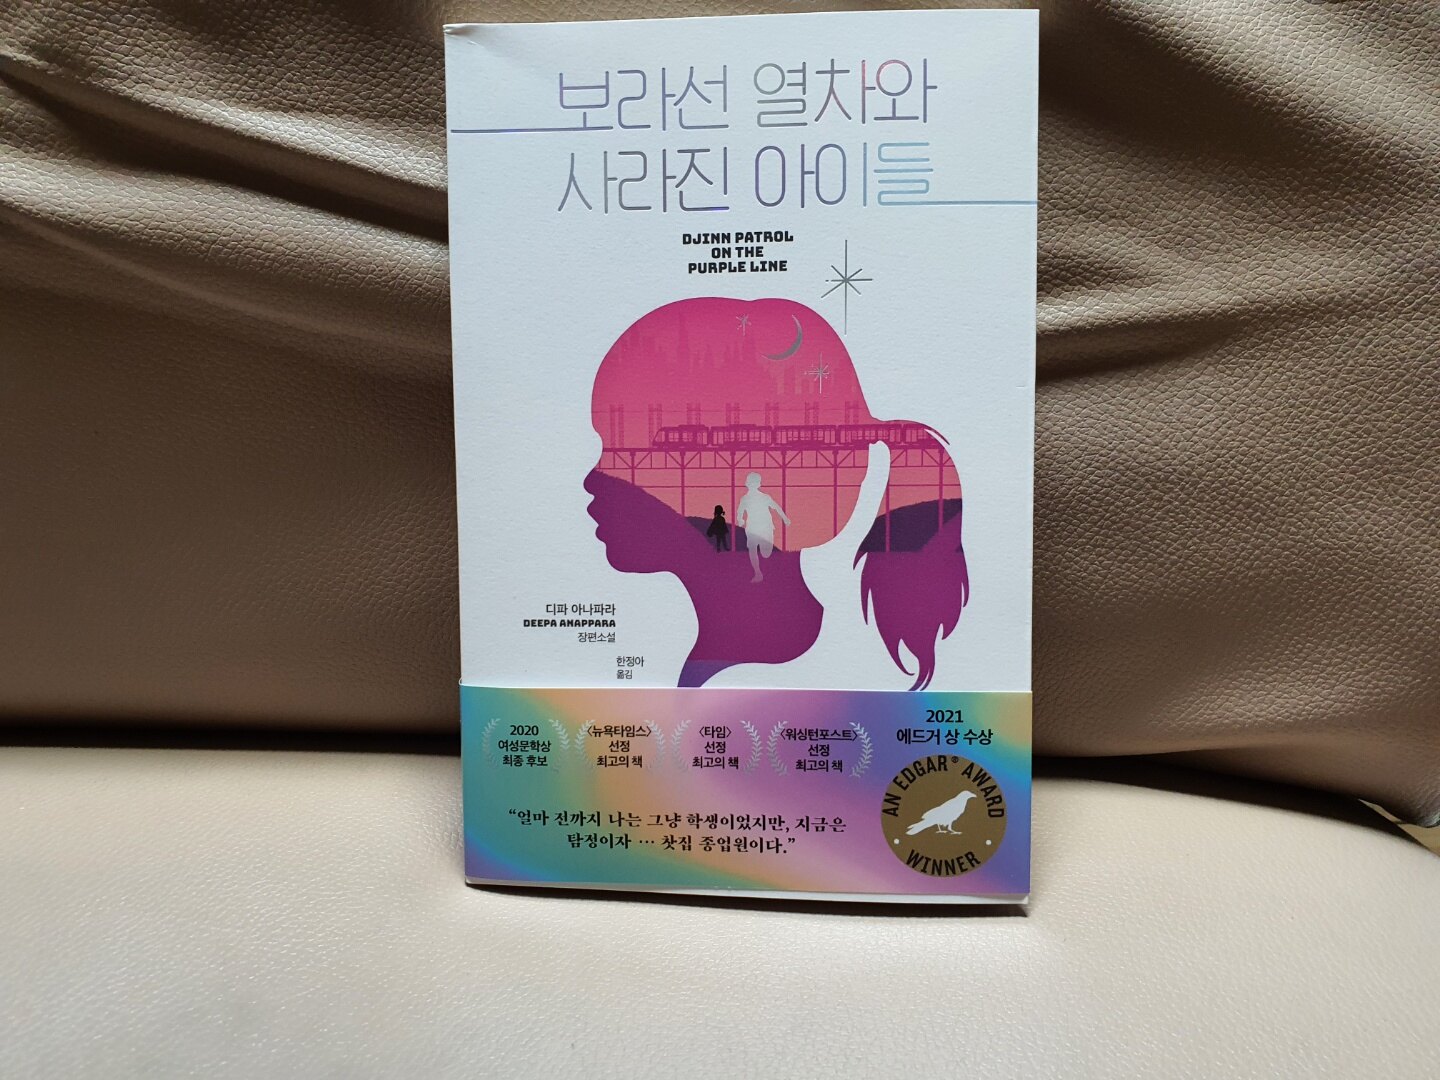 보라선 열차와
사라진 아이들
DJINN PATROL
ON THE
PURPLE LINE
디파 아나파라
DEEPA ANAPPARA
장편소설
한정아
옮김
2020
여성문학상
최종 후보
〈뉴욕타임스〉
선정
최고의 책
〈타임〉
선정
최고의 책
〈워싱턴포스트〉
선정
최고의 책
2021
에드거 상 수상
AN EDGAR® AWARD
WINNER
“얼마 전까지 나는 그냥 학생이었지만, 지금은
탐정이자 … 찻집 종업원이다.”